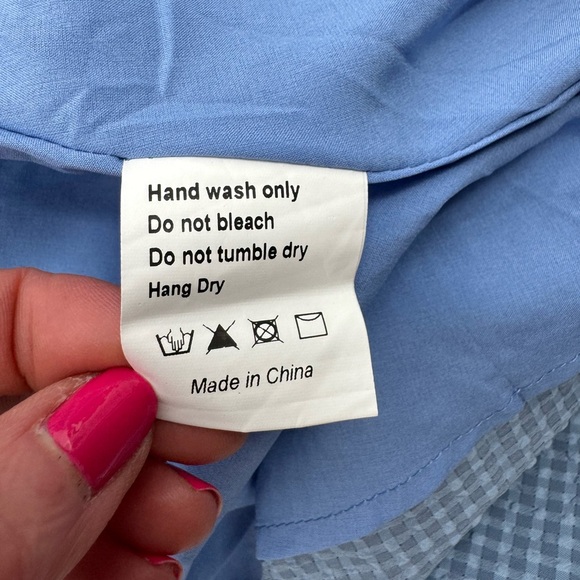 Hand wash only
Do not bleach
Do not tumble dry
Hang Dry
Made in China